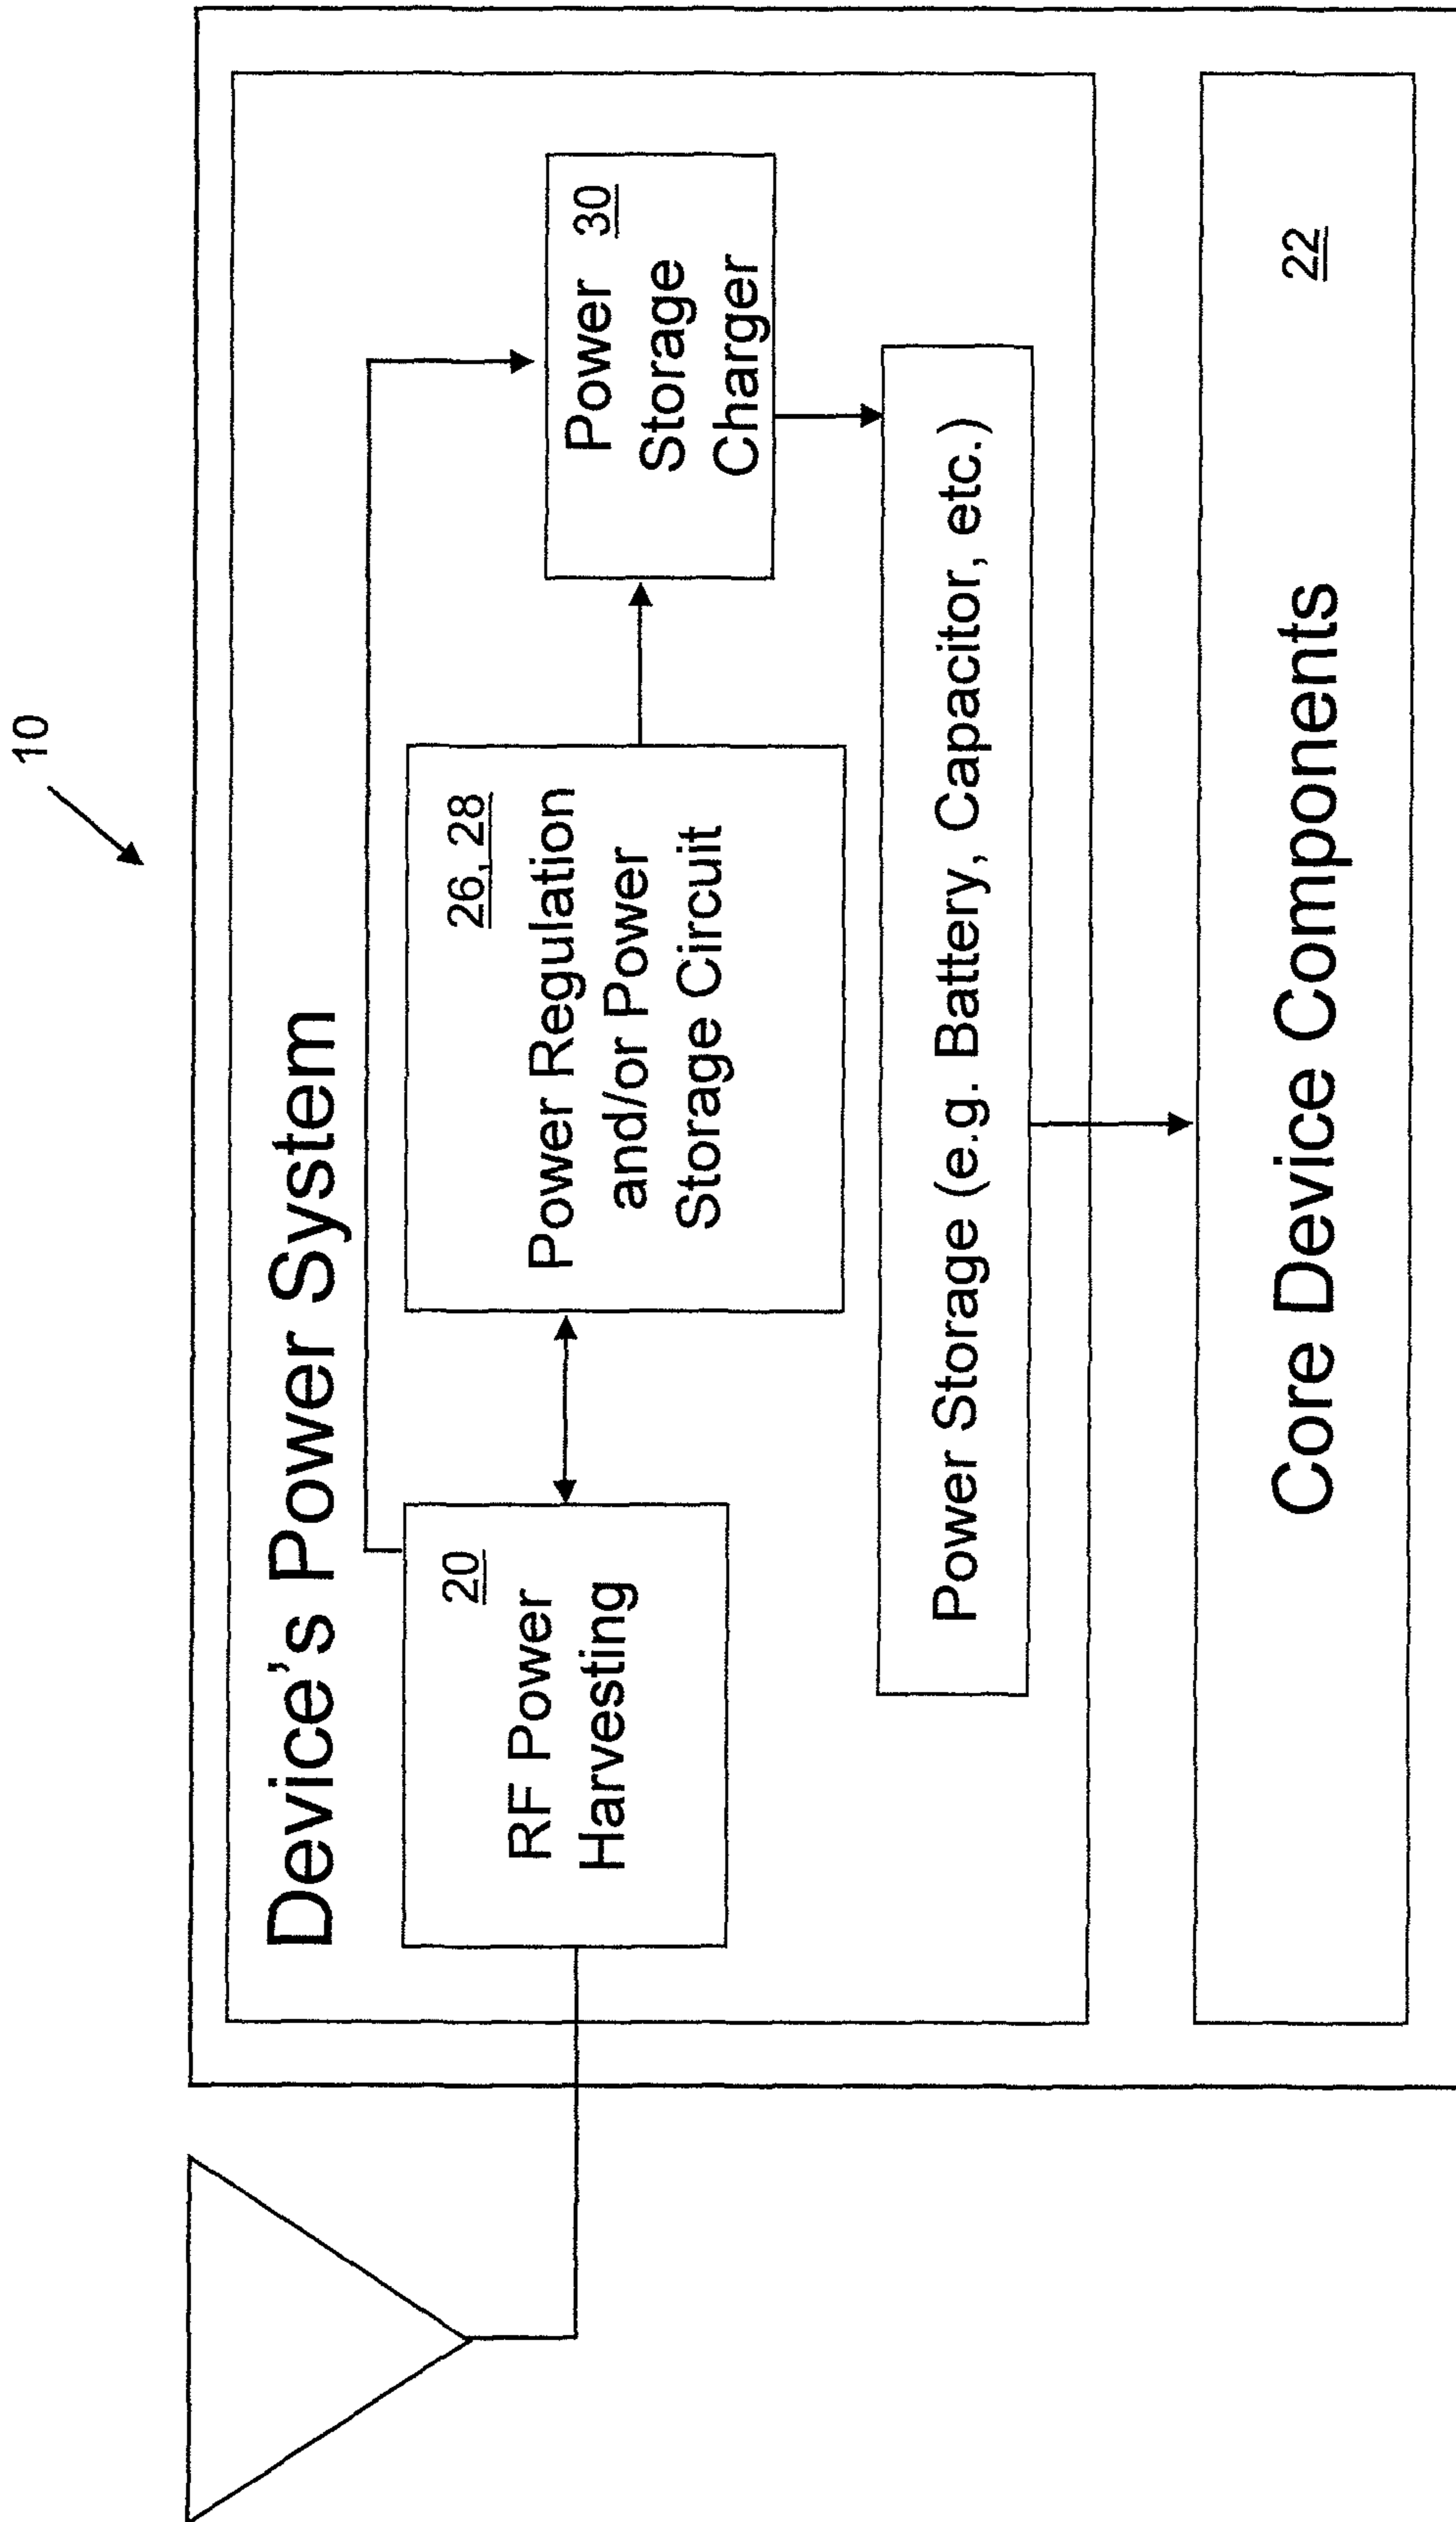 10
Device's Power System
20
RF Power
Harvesting
26, 28
Power Regulation
and/or Power
Storage Circuit
Power 30
Storage
Charger
Power Storage (e.g. Battery, Capacitor, etc.)
Core Device Components
22